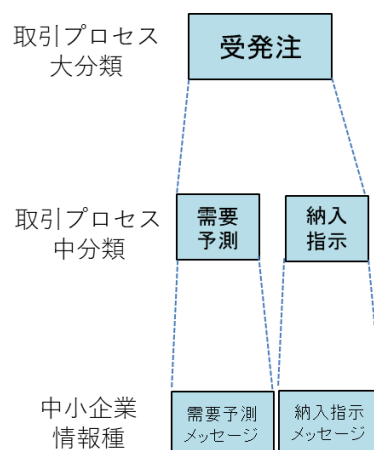 取引プロセス
大分類
受発注
取引プロセス
中分類
需要
予測
納入
指示
中小企業
情報種
需要予測
メッセージ
納入指示
メッセージ